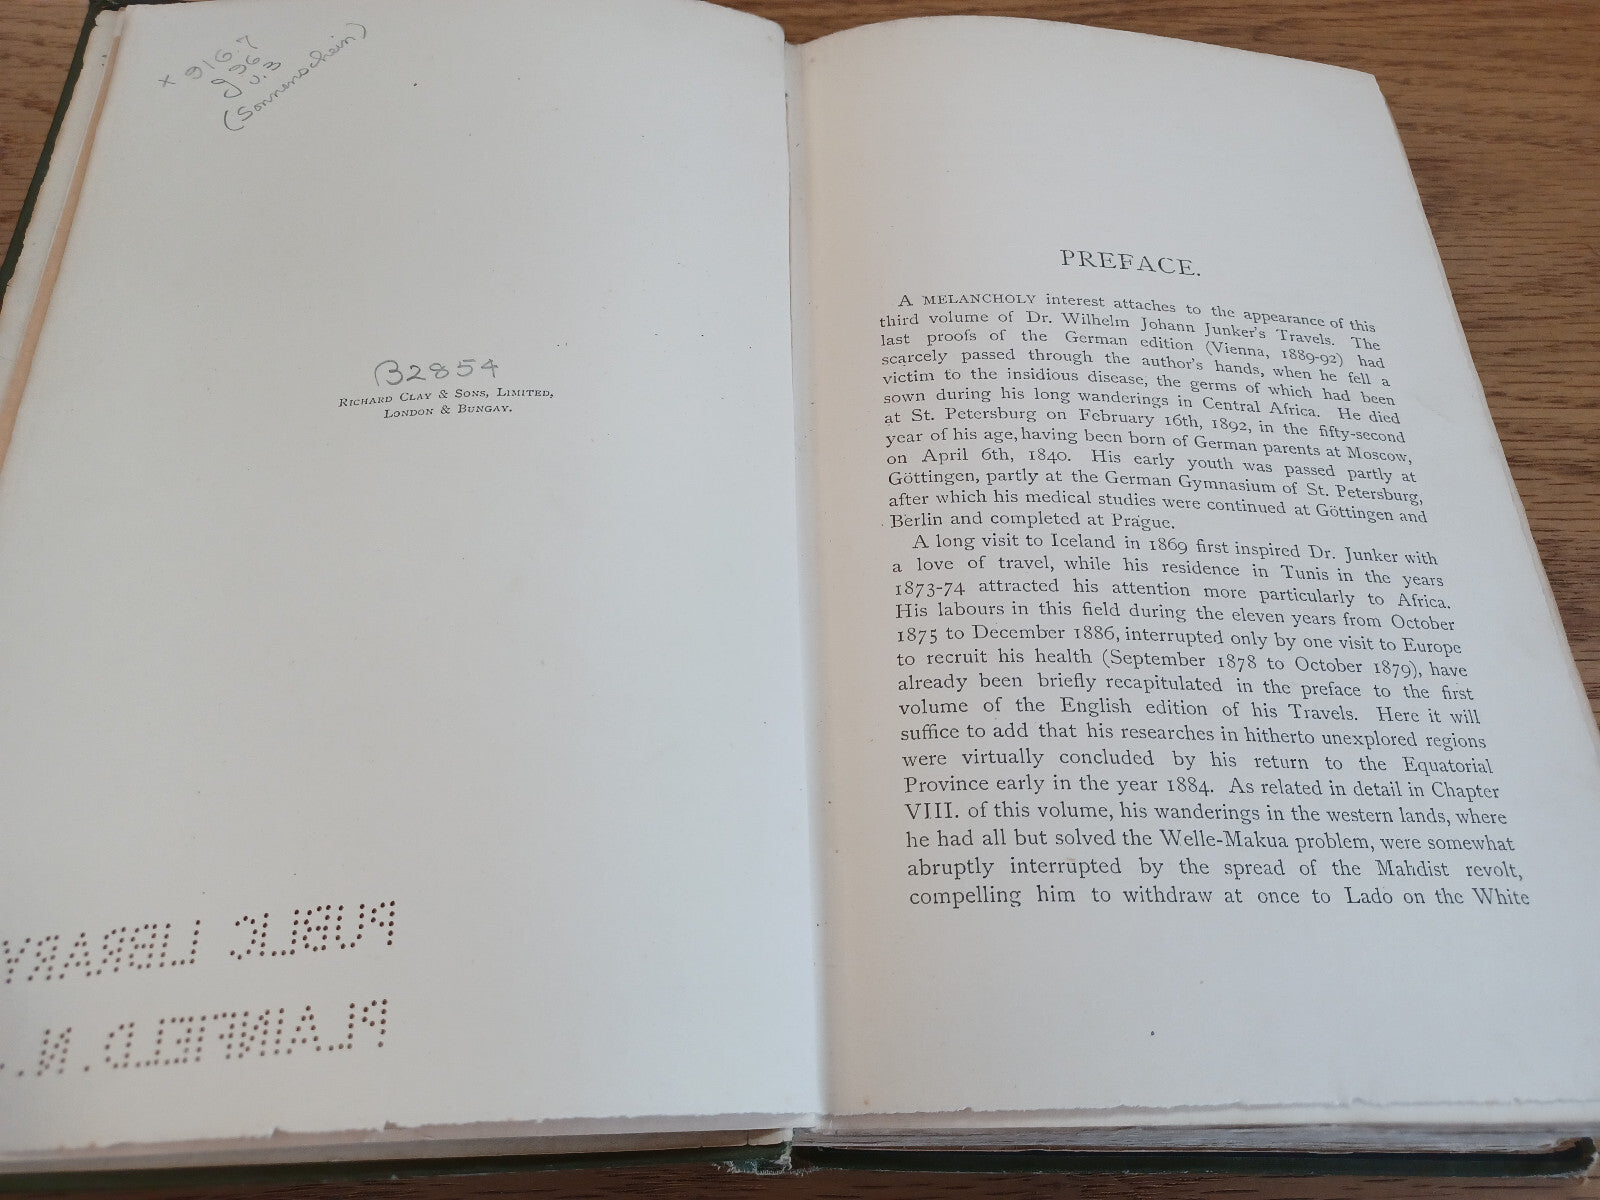 x 916.7
g 96
v.3
(Sonnenschein)
B2854
RICHARD CLAY & SONS, LIMITED,
LONDON & BUNGAY.
PUBLIC LIBRARY
PLAINFIELD. N.
PREFACE.
A MELANCHOLY interest attaches to the appearance of this
third volume of Dr. Wilhelm Johann Junker's Travels. The
last proofs of the German edition (Vienna, 1889-92) had
scarcely passed through the author's hands, when he fell a
victim to the insidious disease, the germs of which had been
sown during his long wanderings in Central Africa. He died
at St. Petersburg on February 16th, 1892, in the fifty-second
year of his age, having been born of German parents at Moscow,
on April 6th, 1840. His early youth was passed partly at
Göttingen, partly at the German Gymnasium of St. Petersburg,
after which his medical studies were continued at Göttingen and
Berlin and completed at Prague.
A long visit to Iceland in 1869 first inspired Dr. Junker with
a love of travel, while his residence in Tunis in the years
1873-74 attracted his attention more particularly to Africa.
His labours in this field during the eleven years from October
1875 to December 1886, interrupted only by one visit to Europe
to recruit his health (September 1878 to October 1879), have
already been briefly recapitulated in the preface to the first
volume of the English edition of his Travels. Here it will
suffice to add that his researches in hitherto unexplored regions
were virtually concluded by his return to the Equatorial
Province early in the year 1884. As related in detail in Chapter
VIII. of this volume, his wanderings in the western lands, where
he had all but solved the Welle-Makua problem, were somewhat
abruptly interrupted by the spread of the Mahdist revolt,
compelling him to withdraw at once to Lado on the White